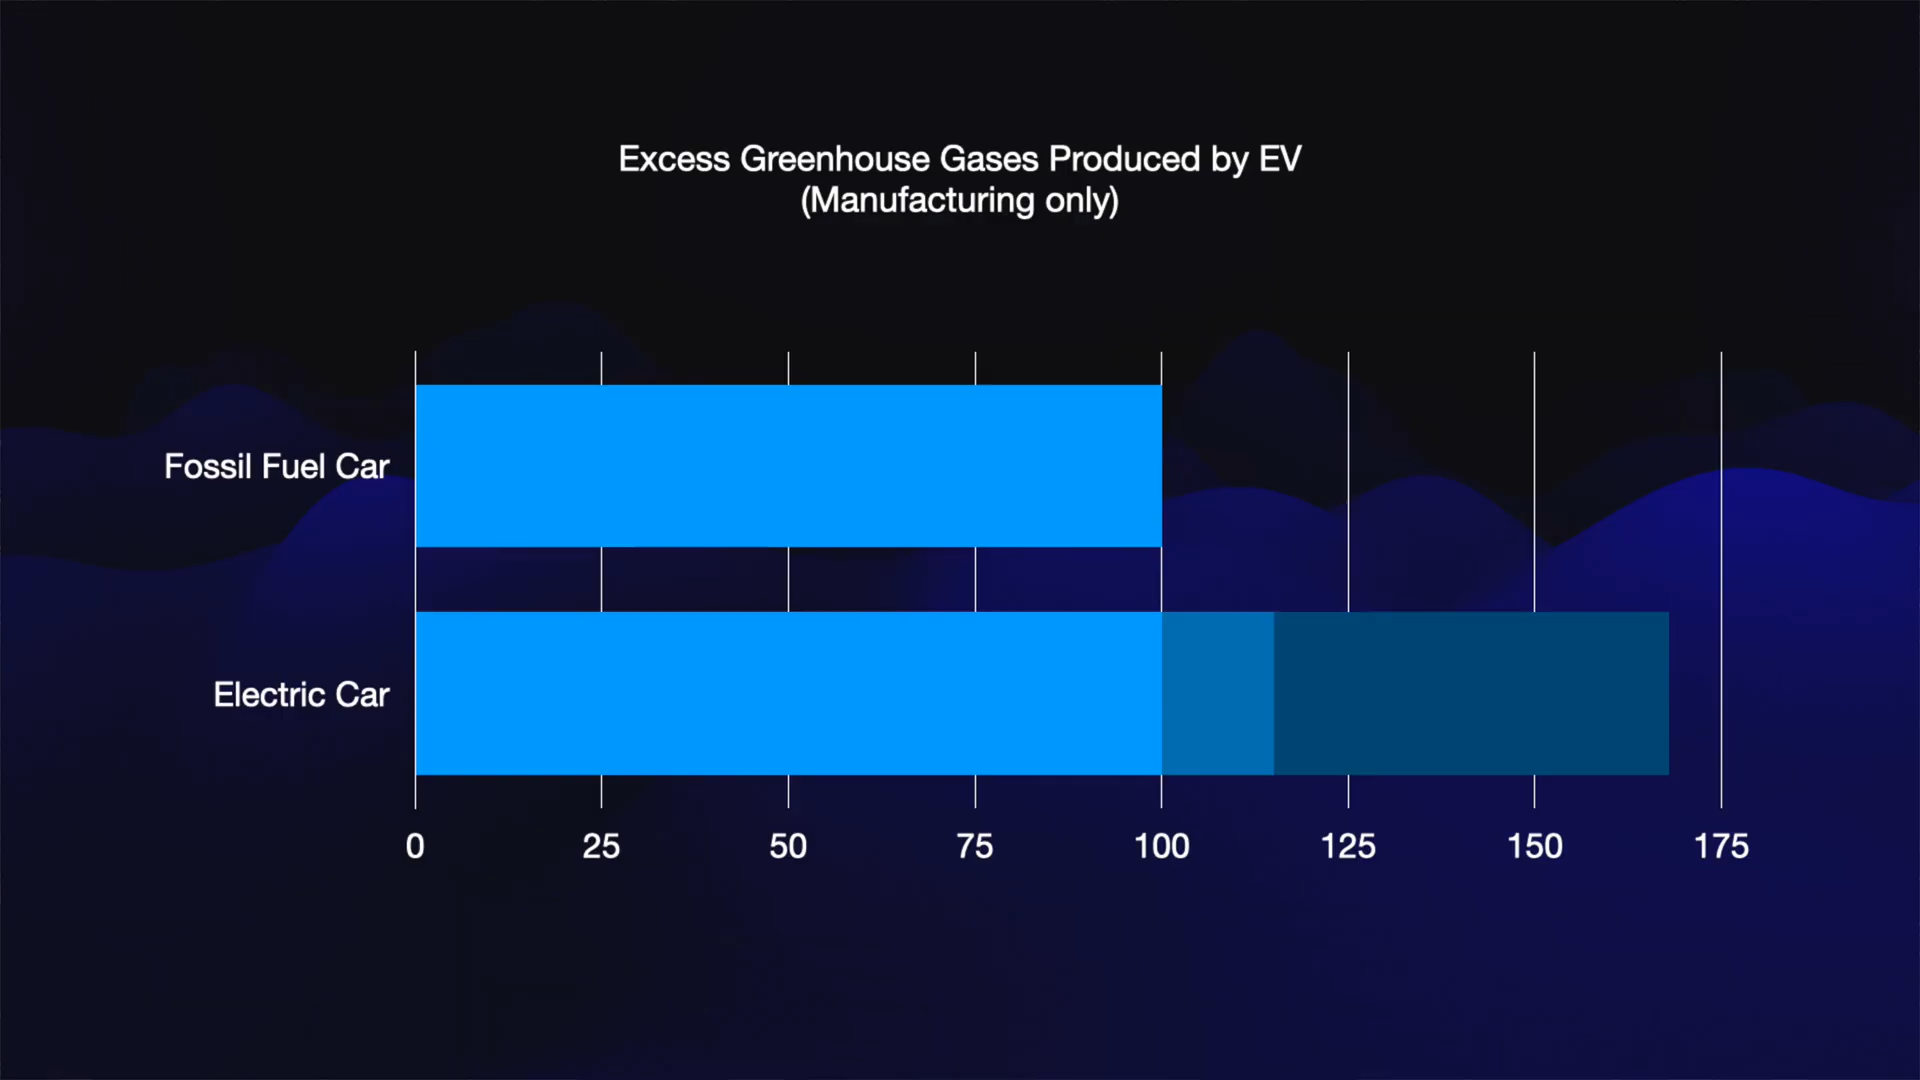 Excess Greenhouse Gases Produced by EV
(Manufacturing only)
Fossil Fuel Car
Electric Car
0 25 50 75 100 125 150 175